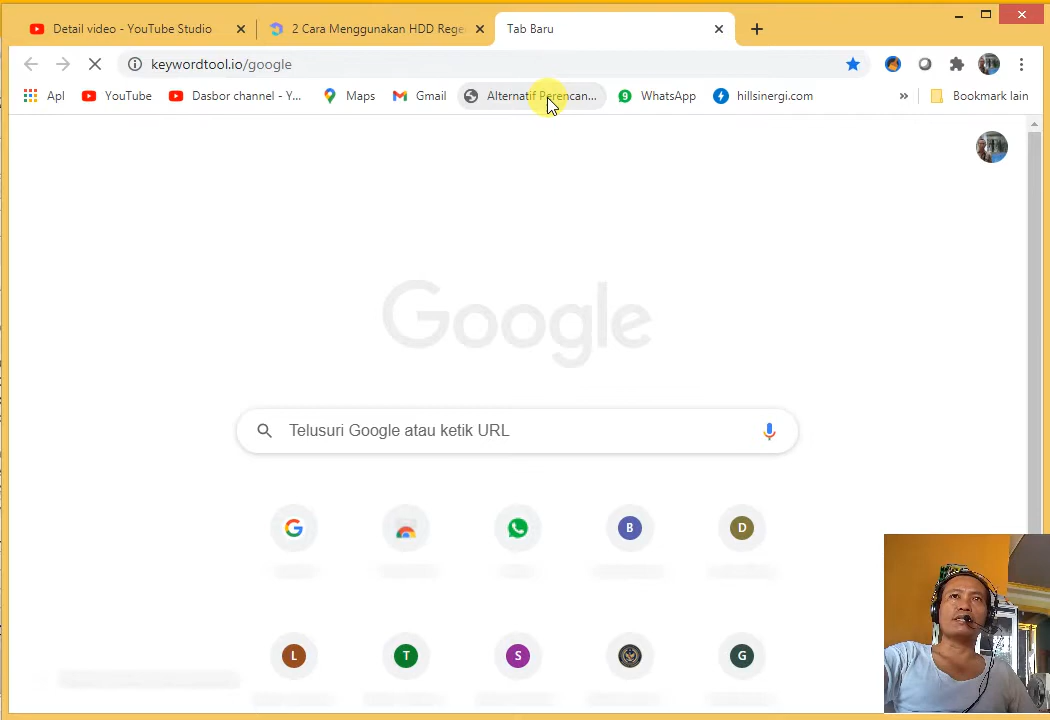 Detail video - YouTube Studio
2 Cara Menggunakan HDD Rege
Tab Baru
keywordtool.io/google
Apl
YouTube
Dasbor channel - Y...
Maps
Gmail
Alternatif Perencan...
9
WhatsApp
hillsinergi.com
»
Bookmark lain
Google
Telusuri Google atau ketik URL
G
B
D
L
T
S
G